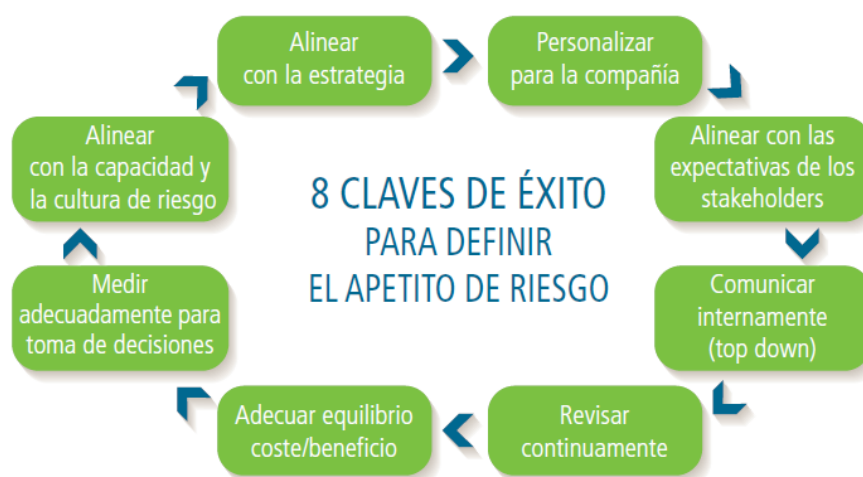 Alinear
con la estrategia
Personalizar
para la compañía
Alinear con las
expectativas de los
stakeholders
Comunicar
internamente
(top down)
Revisar
continuamente
Adecuar equilibrio
coste/beneficio
Medir
adecuadamente para
toma de decisiones
Alinear
con la capacidad y
la cultura de riesgo
8 CLAVES DE ÉXITO
PARA DEFINIR
EL APETITO DE RIESGO